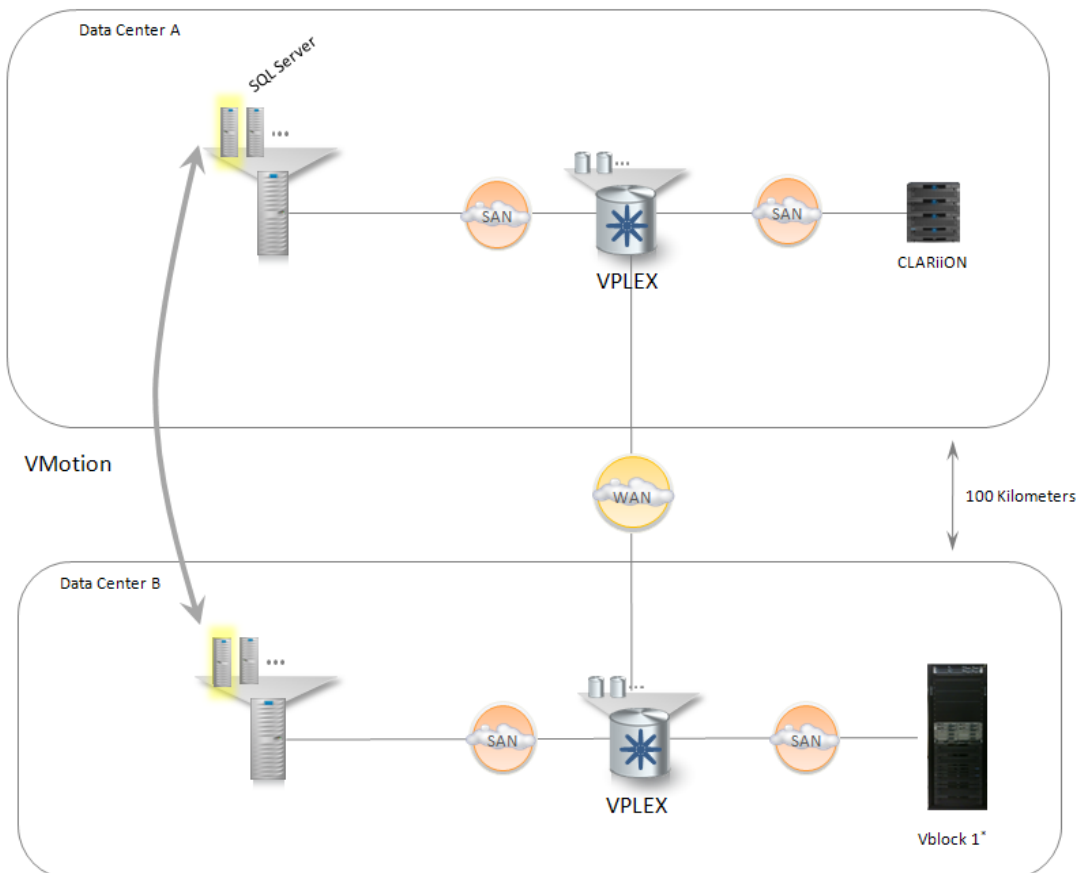 Data Center A
SQL Server
SAN
SAN
VPLEX
CLARiiON
VMotion
WAN
100 Kilometers
Data Center B
SAN
SAN
VPLEX
Vblock 1*